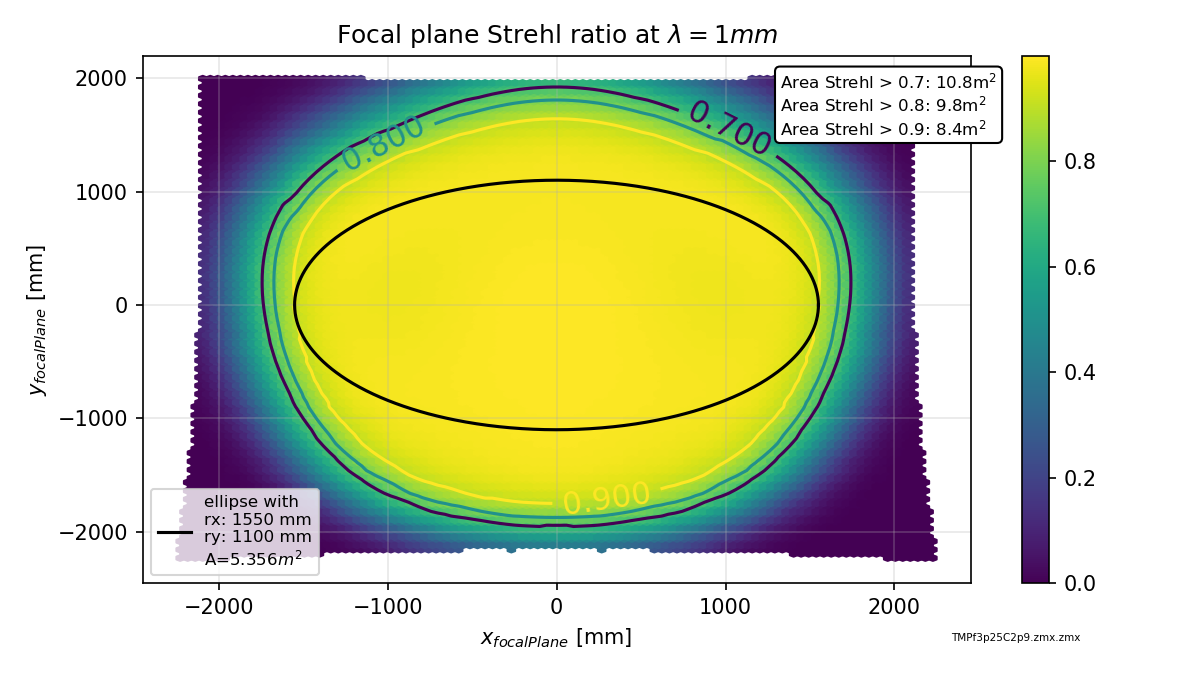 Focal plane Strehl ratio at λ = 1mm
Area Strehl > 0.7: 10.8m²
Area Strehl > 0.8: 9.8m²
Area Strehl > 0.9: 8.4m²
0.700
0.800
0.900
2000
1000
0
−1000
−2000
y_focalPlane [mm]
ellipse with
rx: 1550 mm
ry: 1100 mm
A=5.356m²
−2000
−1000
0
1000
2000
x_focalPlane [mm]
0.8
0.6
0.4
0.2
0.0
TMPf3p25C2p9.zmx.zmx